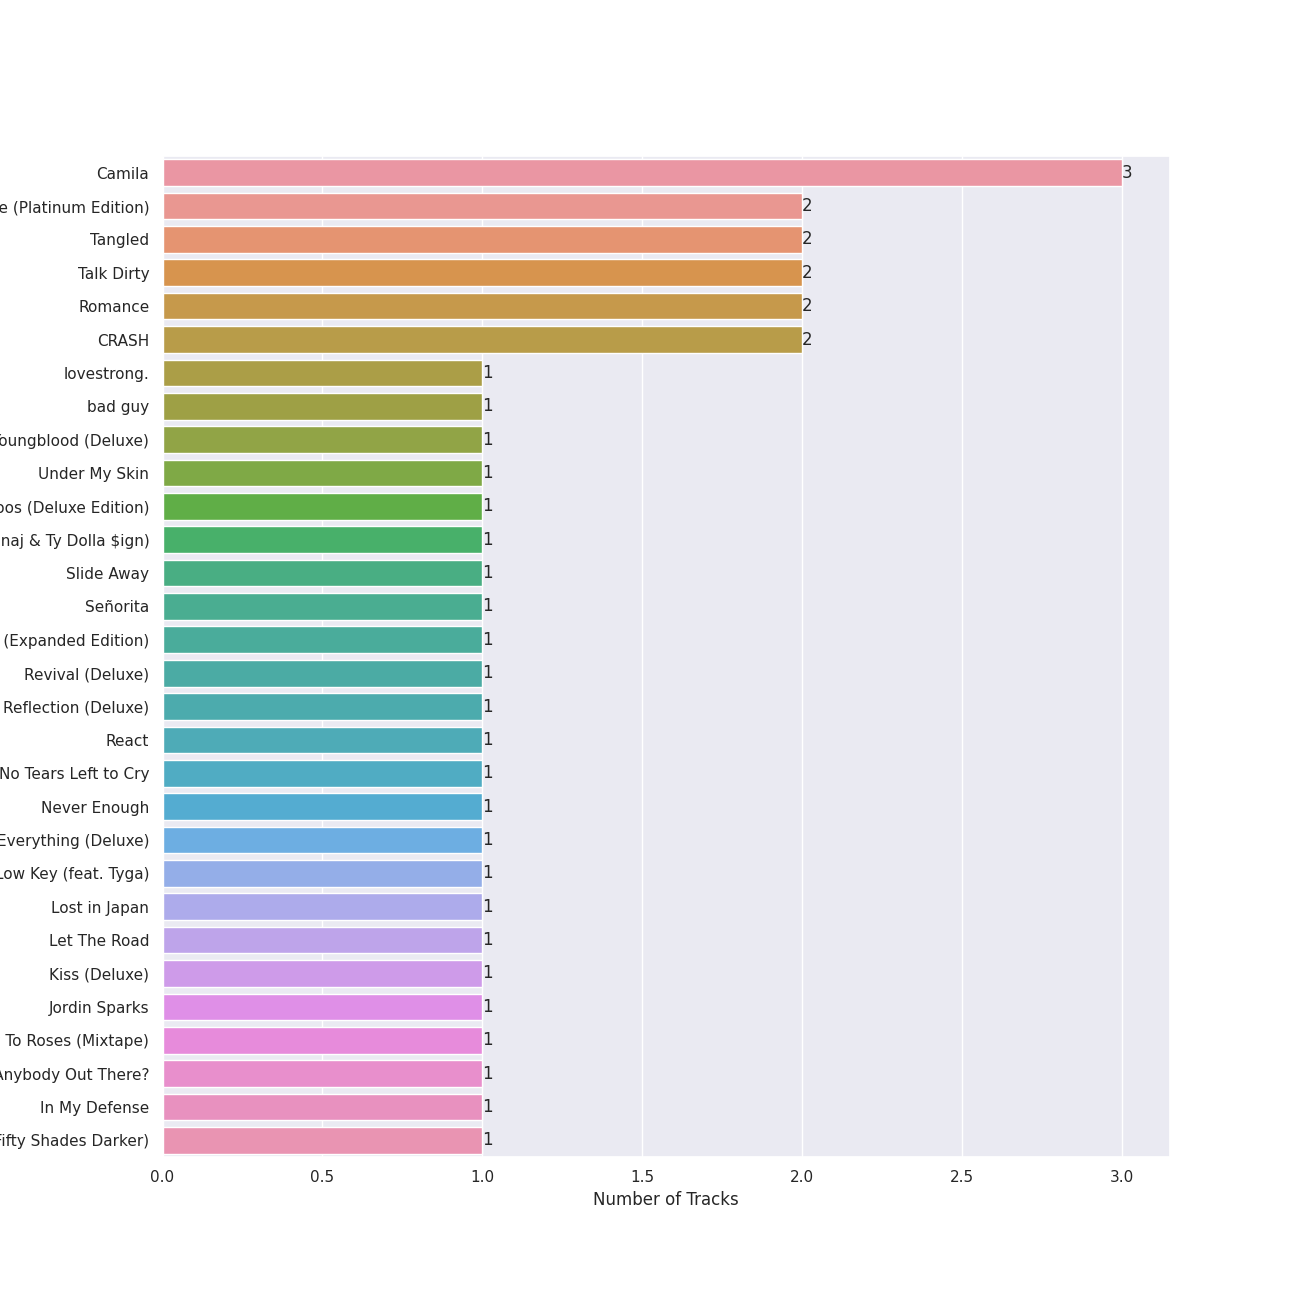 Camila 3
e (Platinum Edition) 2
Tangled 2
Talk Dirty 2
Romance 2
CRASH 2
lovestrong. 1
bad guy 1
oungblood (Deluxe) 1
Under My Skin 1
oos (Deluxe Edition) 1
naj & Ty Dolla $ign) 1
Slide Away 1
Señorita 1
(Expanded Edition) 1
Revival (Deluxe) 1
Reflection (Deluxe) 1
React 1
No Tears Left to Cry 1
Never Enough 1
Everything (Deluxe) 1
Low Key (feat. Tyga) 1
Lost in Japan 1
Let The Road 1
Kiss (Deluxe) 1
Jordin Sparks 1
To Roses (Mixtape) 1
Anybody Out There? 1
In My Defense 1
Fifty Shades Darker) 1
0.0 0.5 1.0 1.5 2.0 2.5 3.0
Number of Tracks